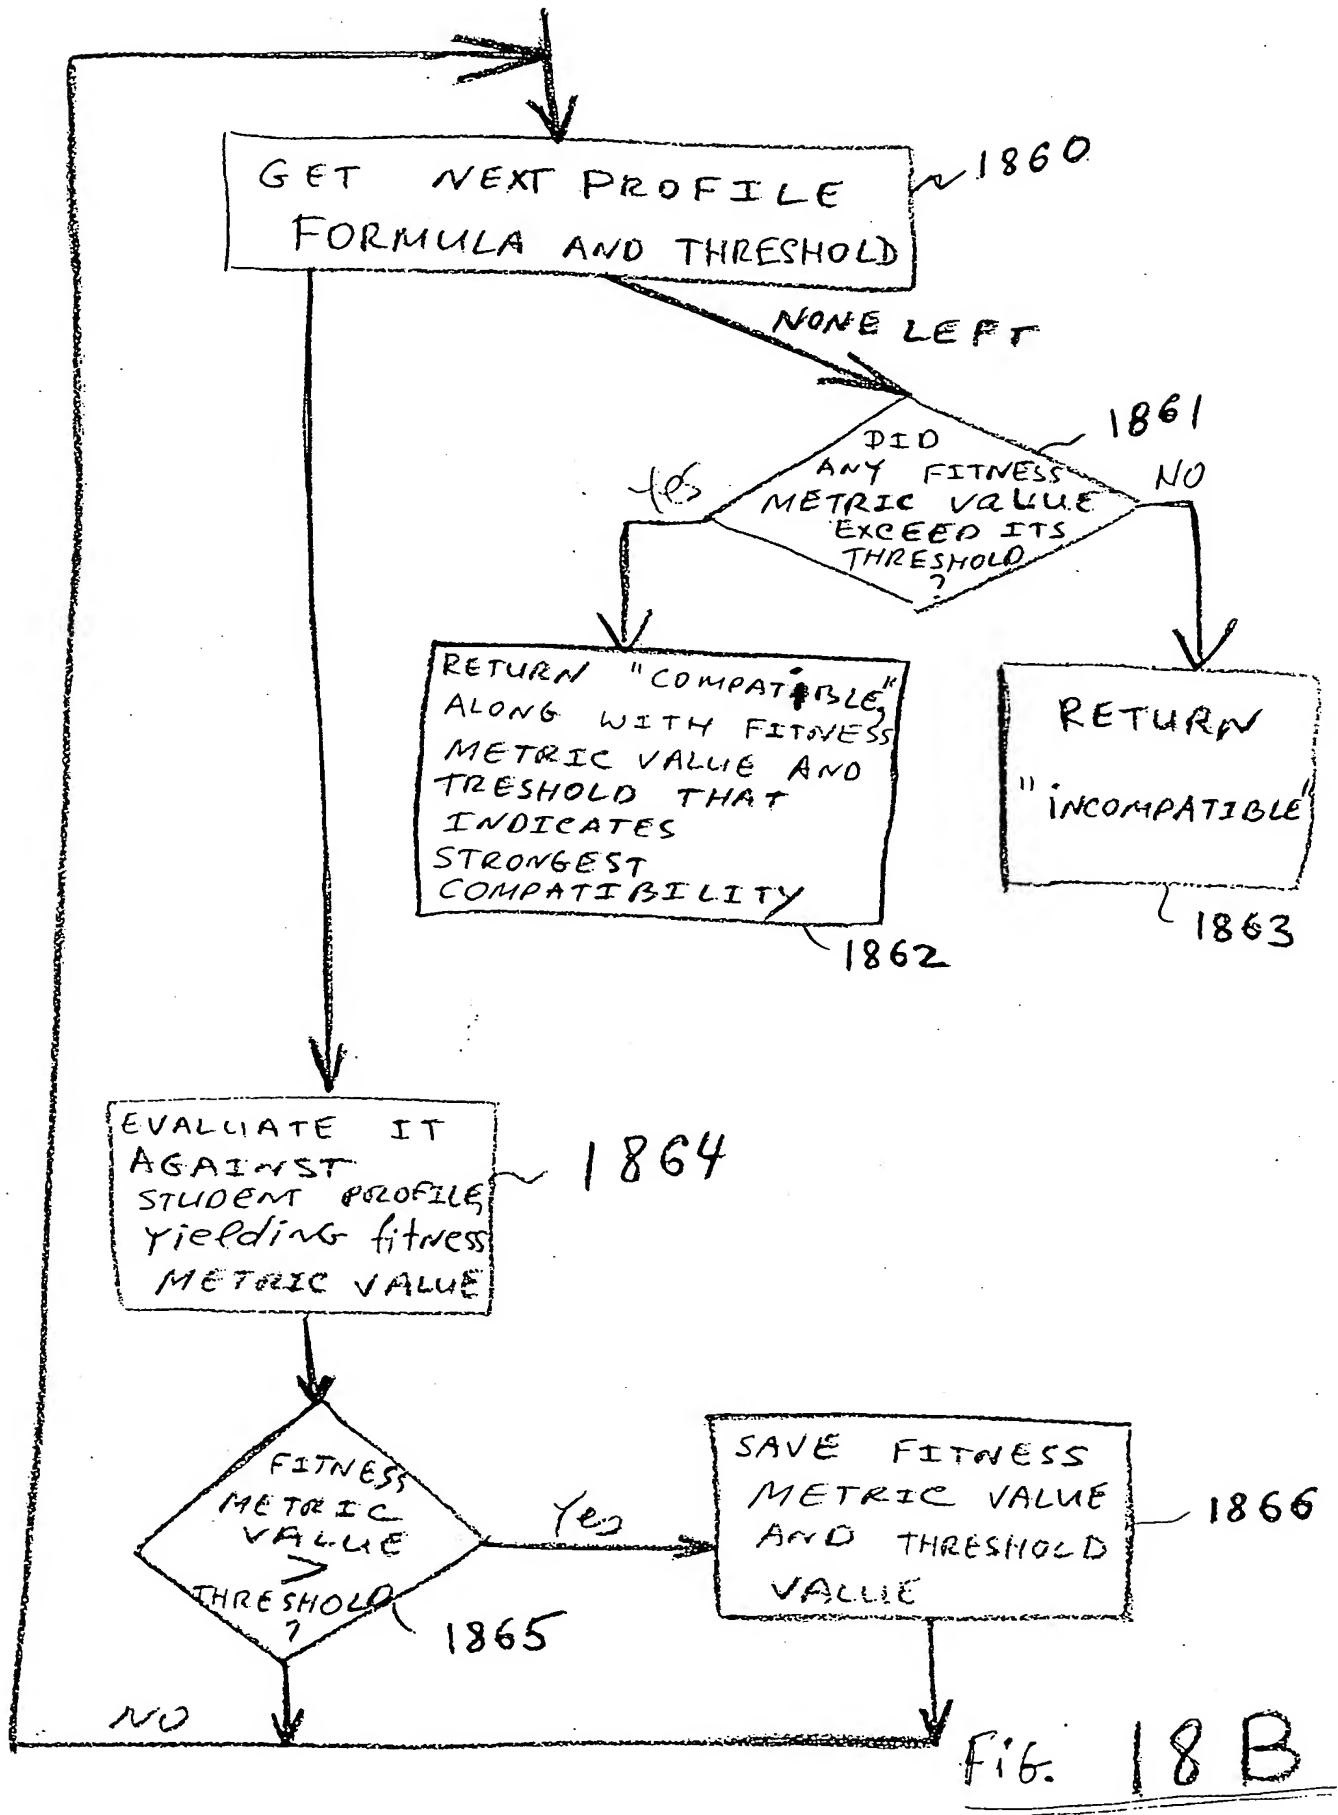 GET NEXT PROFILE
FORMULA AND THRESHOLD
1860
NONE LEFT
1861
DID
ANY FITNESS
METRIC VALUE
EXCEED ITS
THRESHOLD
?
Yes
NO
RETURN "COMPATIBLE,"
ALONG WITH FITNESS
METRIC VALUE AND
TRESHOLD THAT
INDICATES
STRONGEST
COMPATIBILITY
1862
RETURN
"INCOMPATIBLE"
1863
EVALUATE IT
AGAINST
STUDENT PROFILE,
yielding fitness
METRIC VALUE
1864
FITNESS
METRIC
VALUE
>
THRESHOLD
?
1865
Yes
SAVE FITNESS
METRIC VALUE
AND THRESHOLD
VALUE
1866
NO
FIG. 18B